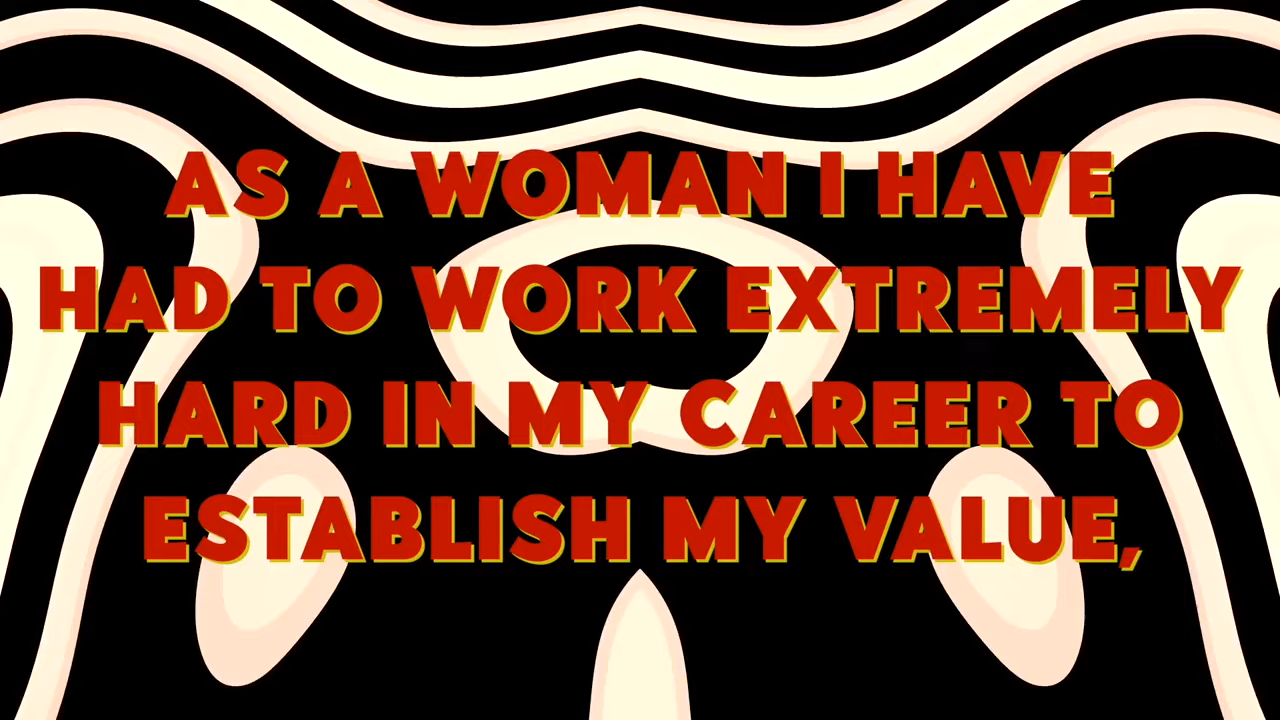 AS A WOMAN I HAVE
HAD TO WORK EXTREMELY
HARD IN MY CAREER TO
ESTABLISH MY VALUE,